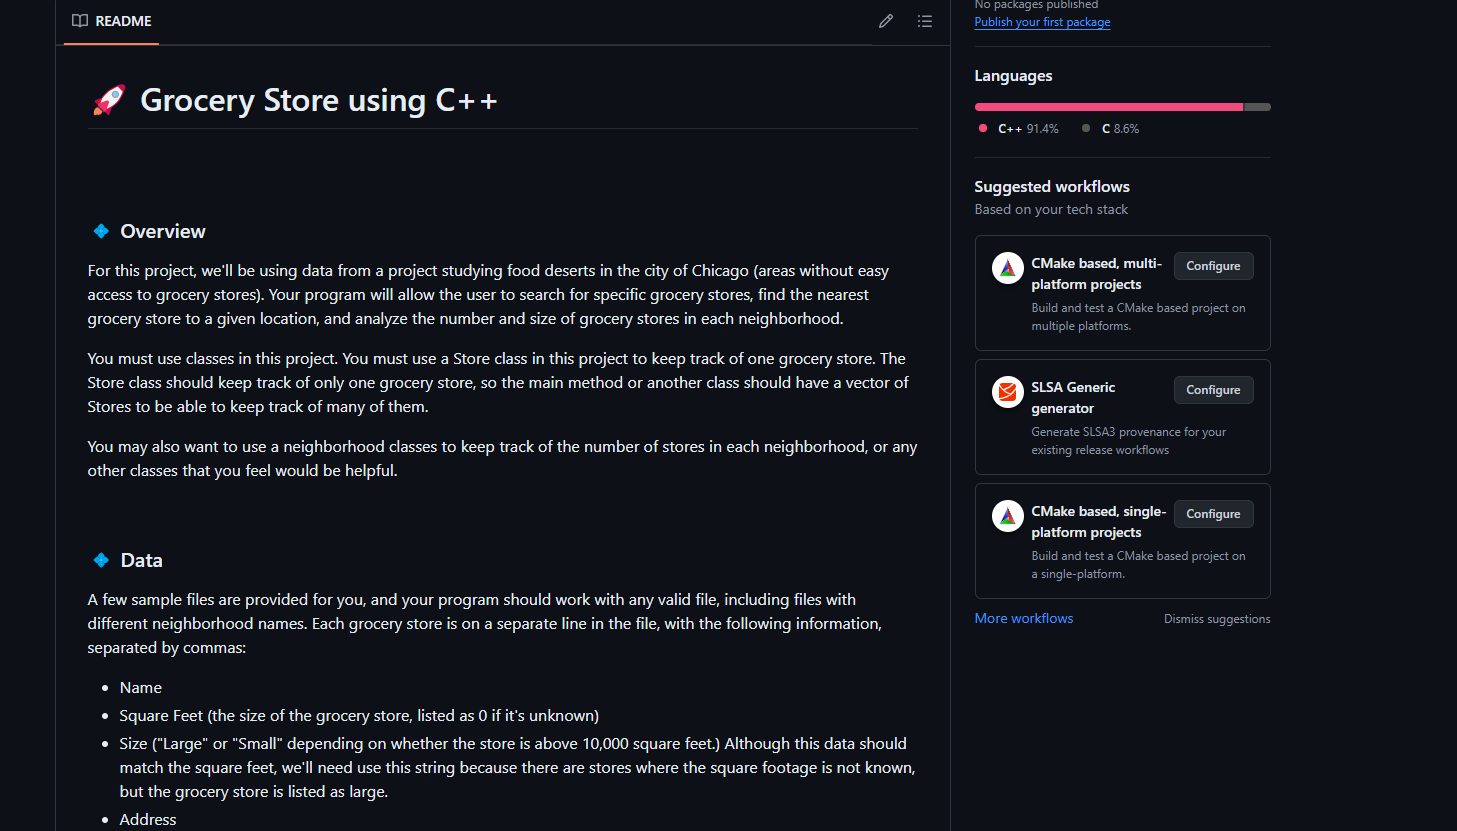 README
Grocery Store using C++
Overview
For this project, we'll be using data from a project studying food deserts in the city of Chicago (areas without easy
access to grocery stores). Your program will allow the user to search for specific grocery stores, find the nearest
grocery store to a given location, and analyze the number and size of grocery stores in each neighborhood.
You must use classes in this project. You must use a Store class in this project to keep track of one grocery store. The
Store class should keep track of only one grocery store, so the main method or another class should have a vector of
Stores to be able to keep track of many of them.
You may also want to use a neighborhood classes to keep track of the number of stores in each neighborhood, or any
other classes that you feel would be helpful.
Data
A few sample files are provided for you, and your program should work with any valid file, including files with
different neighborhood names. Each grocery store is on a separate line in the file, with the following information,
separated by commas:
Name
Square Feet (the size of the grocery store, listed as 0 if it's unknown)
Size ("Large" or "Small" depending on whether the store is above 10,000 square feet.) Although this data should
match the square feet, we'll need use this string because there are stores where the square footage is not known,
but the grocery store is listed as large.
Address
No packages published
Publish your first package
Languages
C++ 91.4% C 8.6%
Suggested workflows
Based on your tech stack
CMake based, multi-
platform projects
Configure
Build and test a CMake based project on
multiple platforms.
SLSA Generic
generator
Configure
Generate SLSA3 provenance for your
existing release workflows
CMake based, single-
platform projects
Configure
Build and test a CMake based project on
a single-platform.
More workflows
Dismiss suggestions